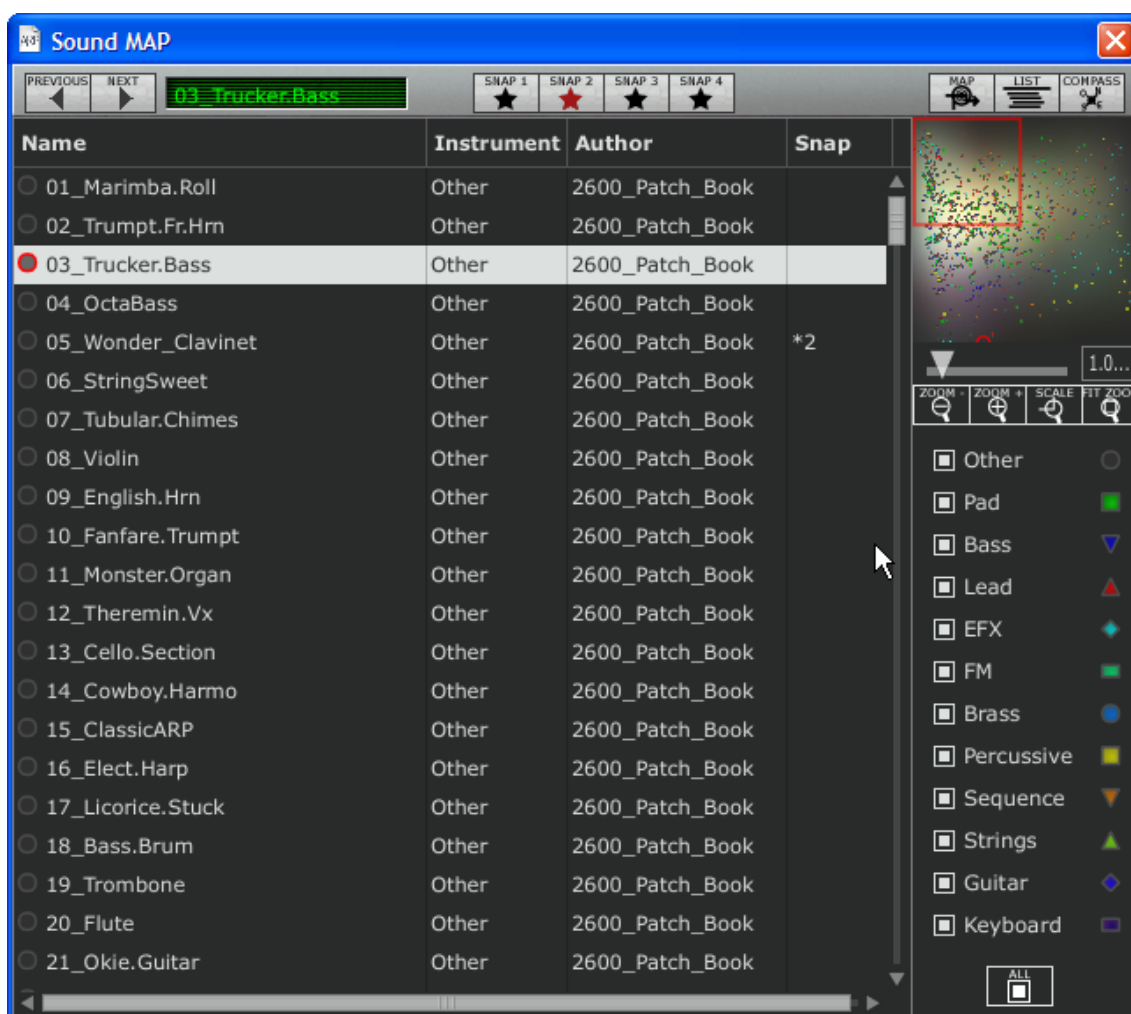 Sound MAP
PREVIOUS NEXT 03_Trucker.Bass SNAP 1 SNAP 2 SNAP 3 SNAP 4 MAP LIST COMPASS
Name Instrument Author Snap
01_Marimba.Roll Other 2600_Patch_Book
02_Trumpt.Fr.Hrn Other 2600_Patch_Book
03_Trucker.Bass Other 2600_Patch_Book
04_OctaBass Other 2600_Patch_Book
05_Wonder_Clavinet Other 2600_Patch_Book *2
06_StringSweet Other 2600_Patch_Book
07_Tubular.Chimes Other 2600_Patch_Book
08_Violin Other 2600_Patch_Book
09_English.Hrn Other 2600_Patch_Book
10_Fanfare.Trumpt Other 2600_Patch_Book
11_Monster.Organ Other 2600_Patch_Book
12_Theremin.Vx Other 2600_Patch_Book
13_Cello.Section Other 2600_Patch_Book
14_Cowboy.Harmo Other 2600_Patch_Book
15_ClassicARP Other 2600_Patch_Book
16_Elect.Harp Other 2600_Patch_Book
17_Licorice.Stuck Other 2600_Patch_Book
18_Bass.Brum Other 2600_Patch_Book
19_Trombone Other 2600_Patch_Book
20_Flute Other 2600_Patch_Book
21_Okie.Guitar Other 2600_Patch_Book
1.0...
ZOOM - ZOOM + SCALE FIT ZOO
Other
Pad
Bass
Lead
EFX
FM
Brass
Percussive
Sequence
Strings
Guitar
Keyboard
ALL